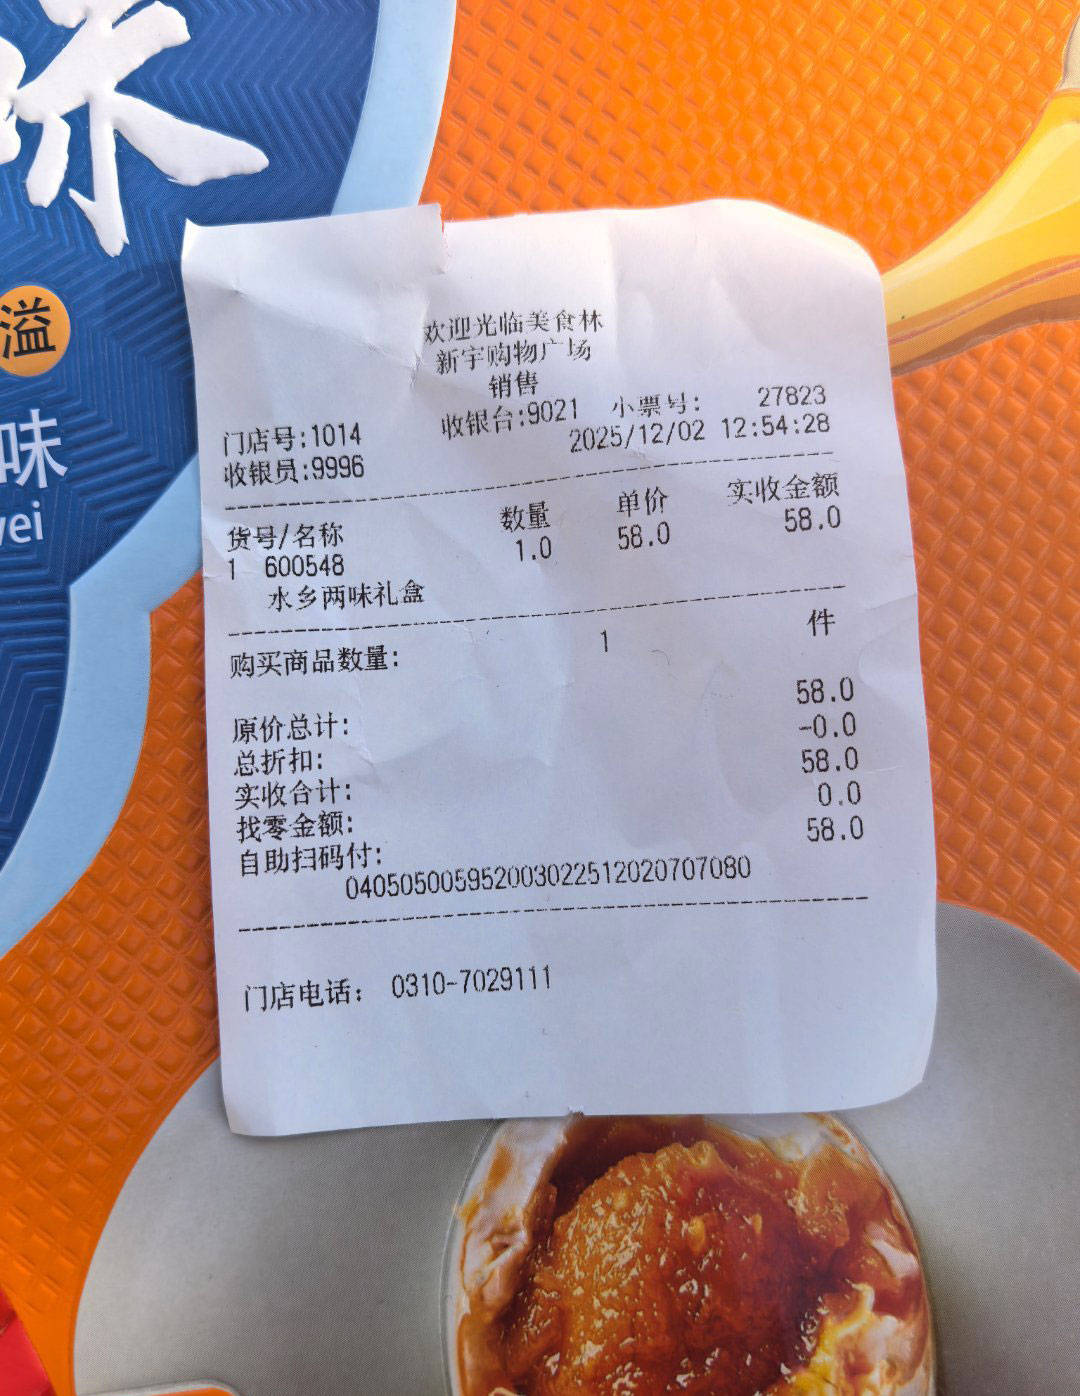 味
溢
味
wei
欢迎光临美食林
新宇购物广场
销售
门店号:1014 收银台:9021 小票号: 27823
收银员:9996 2025/12/02 12:54:28
货号/名称 数量 单价 实收金额
1 600548 1.0 58.0 58.0
水乡两味礼盒
购买商品数量: 1 件
原价总计: 58.0
总折扣: -0.0
实收合计: 58.0
找零金额: 0.0
自助扫码付: 58.0
040505005952003022512020707080
门店电话: 0310-7029111